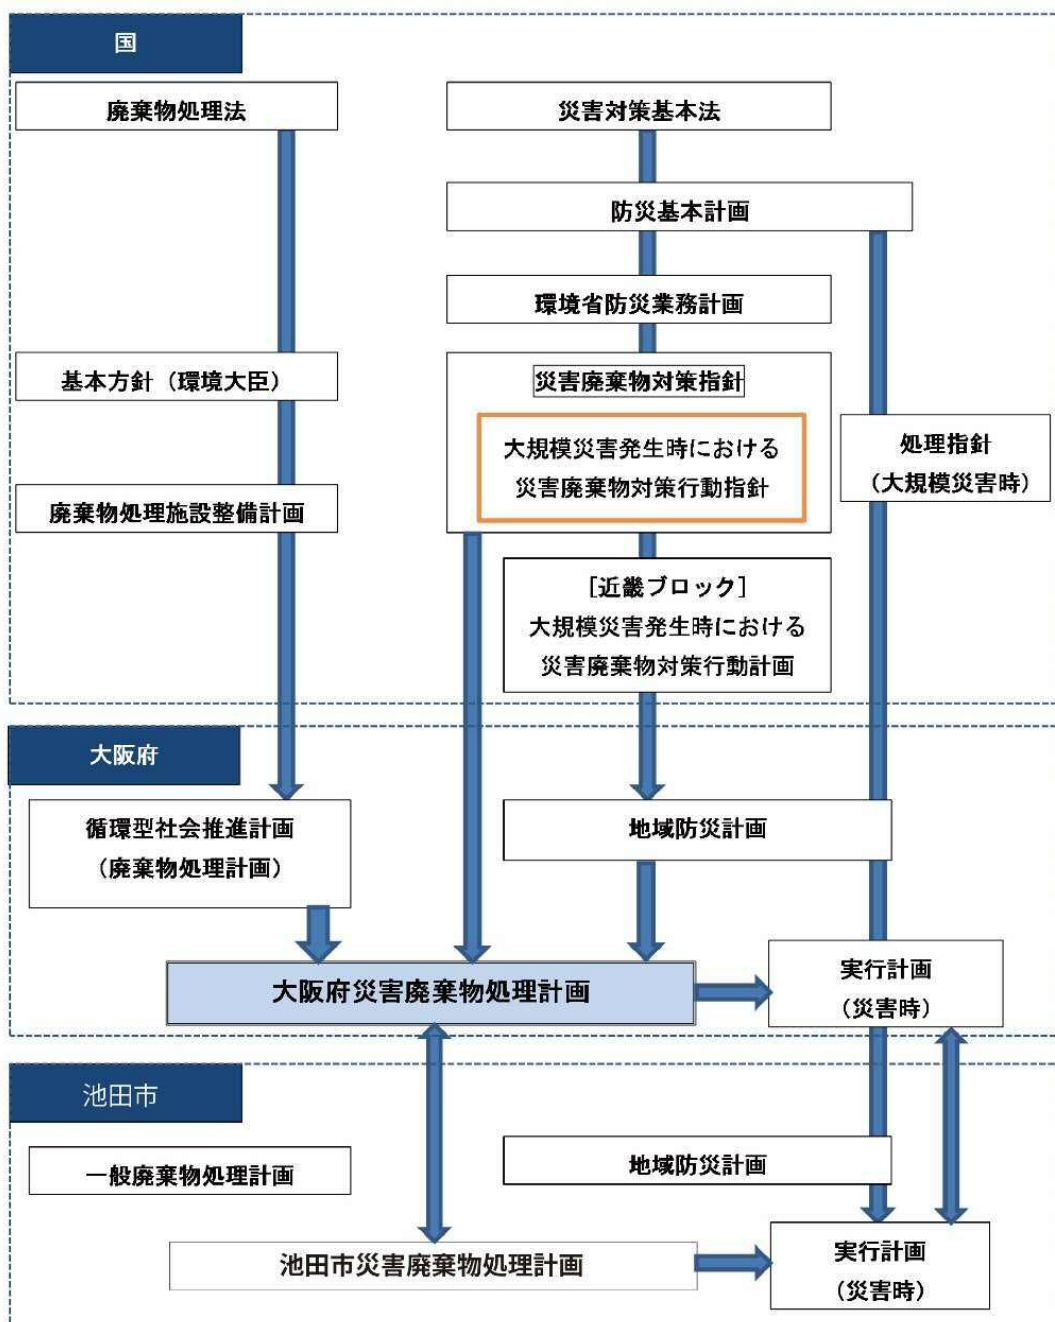 国
廃棄物処理法
災害対策基本法
防災基本計画
環境省防災業務計画
基本方針（環境大臣）
災害廃棄物対策指針
大規模災害発生時における
災害廃棄物対策行動指針
処理指針
（大規模災害時）
廃棄物処理施設整備計画
［近畿ブロック］
大規模災害発生時における
災害廃棄物対策行動計画
大阪府
循環型社会推進計画
（廃棄物処理計画）
地域防災計画
大阪府災害廃棄物処理計画
実行計画
（災害時）
池田市
一般廃棄物処理計画
地域防災計画
池田市災害廃棄物処理計画
実行計画
（災害時）